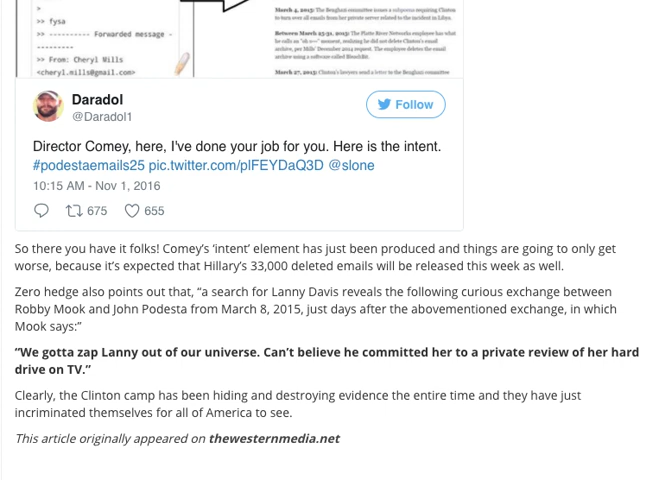 >
>> fysa
>> ---------- Forwarded message -
---------
>> From: Cheryl Mills
<cheryl.mills@gmail.com>
March 4, 2015: The Benghazi committee issues a subpoena requiring Clinton
to turn over all emails from her private server related to the incident in Libya.
Between March 25-31, 2015: The Platte River Networks employee has what
he calls an "oh s---" moment, realizing he did not delete Clinton's email
archive, per Mills' December 2014 request. The employee deletes the email
archive using a software called BleachBit.
March 27, 2015: Clinton's lawyers send a letter to the Benghazi committee
Daradol
@Daradol1
Follow
Director Comey, here, I've done your job for you. Here is the intent.
#podestaemails25 pic.twitter.com/plFEYDaQ3D @slone
10:15 AM - Nov 1, 2016
675 655
So there you have it folks! Comey’s ‘intent’ element has just been produced and things are going to only get
worse, because it’s expected that Hillary’s 33,000 deleted emails will be released this week as well.
Zero hedge also points out that, “a search for Lanny Davis reveals the following curious exchange between
Robby Mook and John Podesta from March 8, 2015, just days after the abovementioned exchange, in which
Mook says:”
“We gotta zap Lanny out of our universe. Can’t believe he committed her to a private review of her hard
drive on TV.”
Clearly, the Clinton camp has been hiding and destroying evidence the entire time and they have just
incriminated themselves for all of America to see.
This article originally appeared on thewesternmedia.net